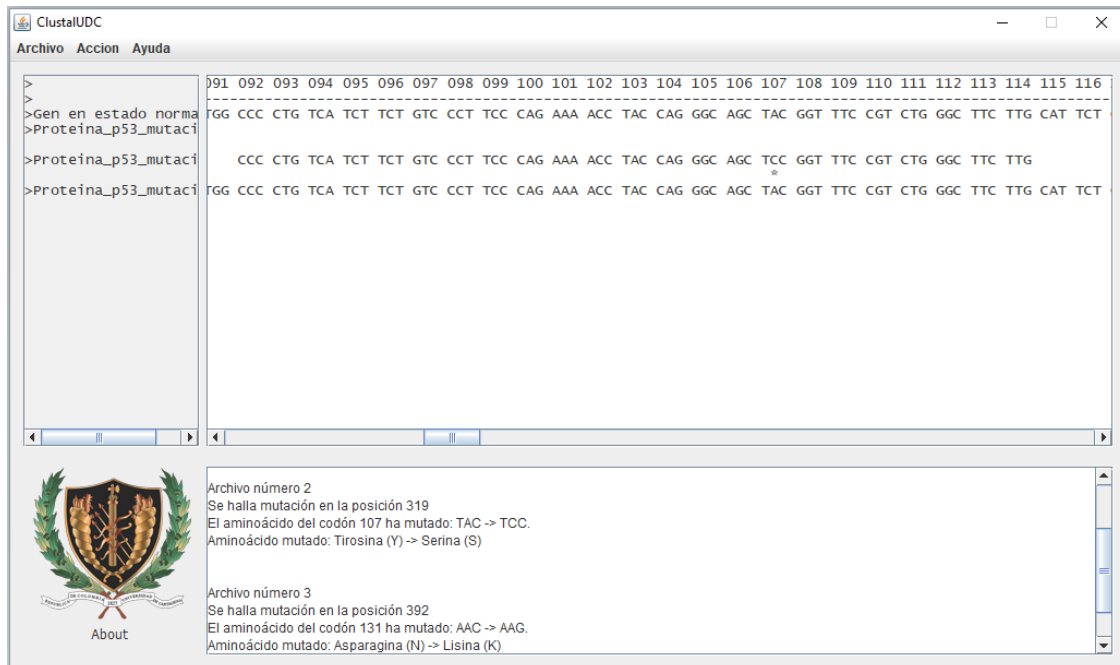 ClustalUDC
Archivo Accion Ayuda
> 091 092 093 094 095 096 097 098 099 100 101 102 103 104 105 106 107 108 109 110 111 112 113 114 115 116
>
>Gen en estado norma TGG CCC CTG TCA TCT TCT GTC CCT TCC CAG AAA ACC TAC CAG GGC AGC TAC GGT TTC CGT CTG GGC TTC TTG CAT TCT
>Proteina_p53_mutaci
>Proteina_p53_mutaci CCC CTG TCA TCT TCT GTC CCT TCC CAG AAA ACC TAC CAG GGC AGC TCC GGT TTC CGT CTG GGC TTC TTG
*
>Proteina_p53_mutaci TGG CCC CTG TCA TCT TCT GTC CCT TCC CAG AAA ACC TAC CAG GGC AGC TAC GGT TTC CGT CTG GGC TTC TTG CAT TCT
Archivo número 2
Se halla mutación en la posición 319
El aminoácido del codón 107 ha mutado: TAC -> TCC.
Aminoácido mutado: Tirosina (Y) -> Serina (S)
Archivo número 3
Se halla mutación en la posición 392
El aminoácido del codón 131 ha mutado: AAC -> AAG.
Aminoácido mutado: Asparagina (N) -> Lisina (K)
About